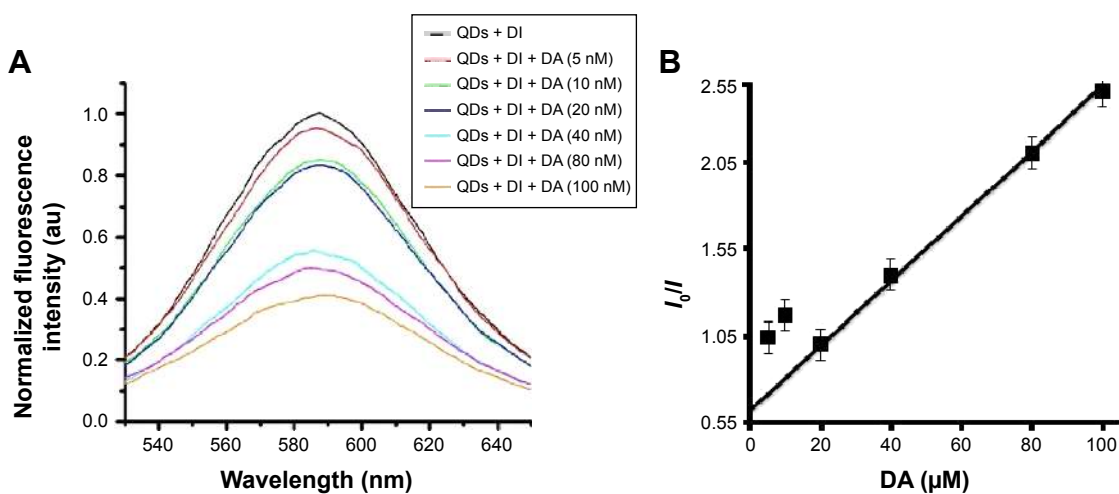 A
QDs + DI
QDs + DI + DA (5 nM)
QDs + DI + DA (10 nM)
QDs + DI + DA (20 nM)
QDs + DI + DA (40 nM)
QDs + DI + DA (80 nM)
QDs + DI + DA (100 nM)
Normalized fluorescence
intensity (au)
1.0
0.8
0.6
0.4
0.2
0.0
540 560 580 600 620 640
Wavelength (nm)
B
I0/I
2.55
2.05
1.55
1.05
0.55
0 20 40 60 80 100
DA (µM)